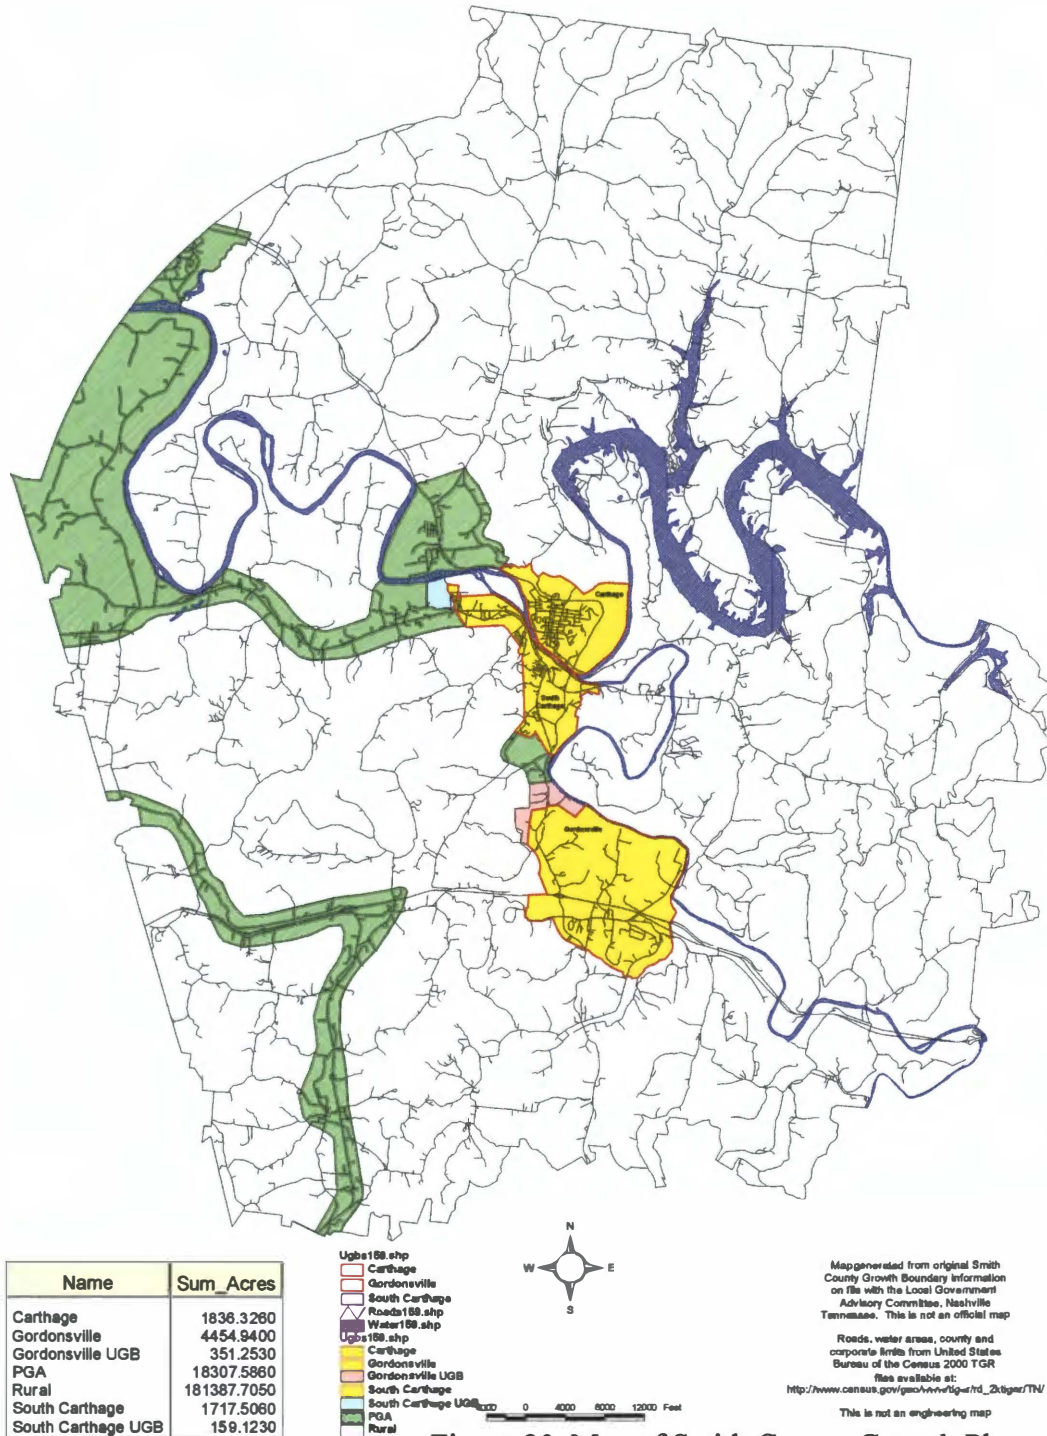 Carthage
South
Carthage
Gordonsville
N
W E
S
Name Sum_Acres
Carthage 1836.3260
Gordonsville 4454.9400
Gordonsville UGB 351.2530
PGA 18307.5860
Rural 181387.7050
South Carthage 1717.5060
South Carthage UGB 159.1230
Ugbs159.shp
Carthage
Gordonsville
South Carthage
Roads159.shp
Water159.shp
Ugbs159.shp
Carthage
Gordonsville
Gordonsville UGB
South Carthage
South Carthage UGB
PGA
Rural
0 4000 8000 12000 Feet
Map generated from original Smith
County Growth Boundary information
on file with the Local Government
Advisory Committee, Nashville
Tennessee. This is not an official map
Roads, water areas, county and
corporate limits from United States
Bureau of the Census 2000 TGR
files available at:
This is not an engineering map